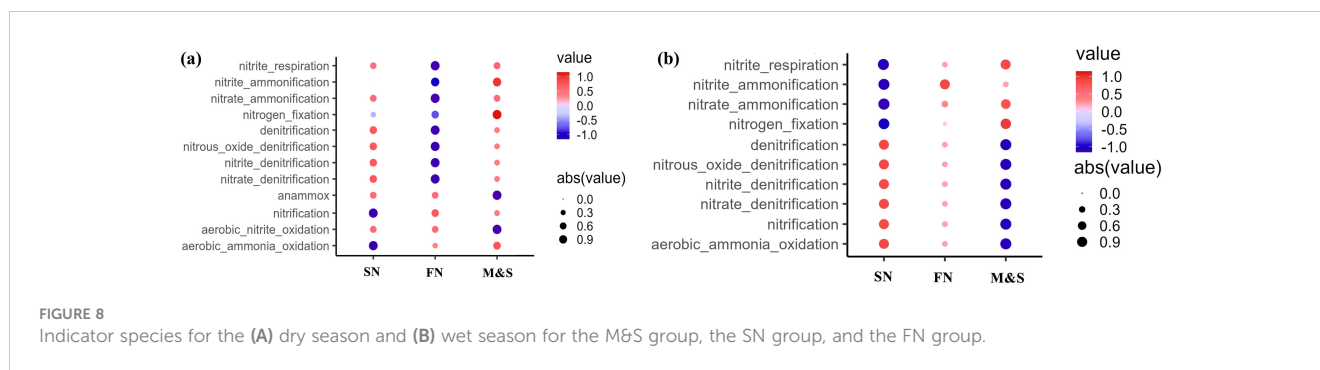 (a)
nitrite_respiration
nitrite_ammonification
nitrate_ammonification
nitrogen_fixation
denitrification
nitrous_oxide_denitrification
nitrite_denitrification
nitrate_denitrification
anammox
nitrification
aerobic_nitrite_oxidation
aerobic_ammonia_oxidation
SN FN M&S
value
1.0
0.5
0.0
-0.5
-1.0
abs(value)
0.0
0.3
0.6
0.9
(b)
nitrite_respiration
nitrite_ammonification
nitrate_ammonification
nitrogen_fixation
denitrification
nitrous_oxide_denitrification
nitrite_denitrification
nitrate_denitrification
nitrification
aerobic_ammonia_oxidation
SN FN M&S
value
1.0
0.5
0.0
-0.5
-1.0
abs(value)
0.0
0.3
0.6
0.9
FIGURE 8
Indicator species for the (A) dry season and (B) wet season for the M&S group, the SN group, and the FN group.